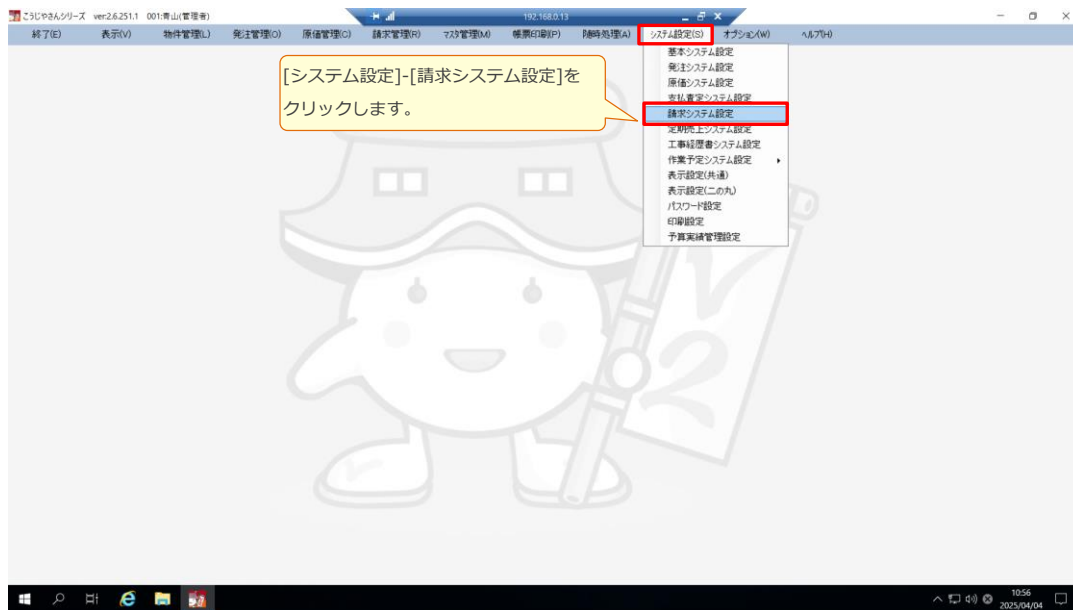 こうじやさんシリーズ ver.2.6.251.1 001:青山(管理者)
192.168.0.13
終了(E) 表示(V) 物件管理(L) 発注管理(O) 原価管理(C) 請求管理(R) マスタ管理(M) 帳票印刷(P) 随時処理(A) システム設定(S) オプション(W) ヘルプ(H)
[システム設定]-[請求システム設定]を
クリックします。
基本システム設定
発注システム設定
原価システム設定
支払査定システム設定
請求システム設定
定期売上システム設定
工事経歴書システム設定
作業予定システム設定
表示設定(共通)
表示設定(二の丸)
パスワード設定
印刷設定
予算実績管理設定
V
2
10:56
2025/04/04